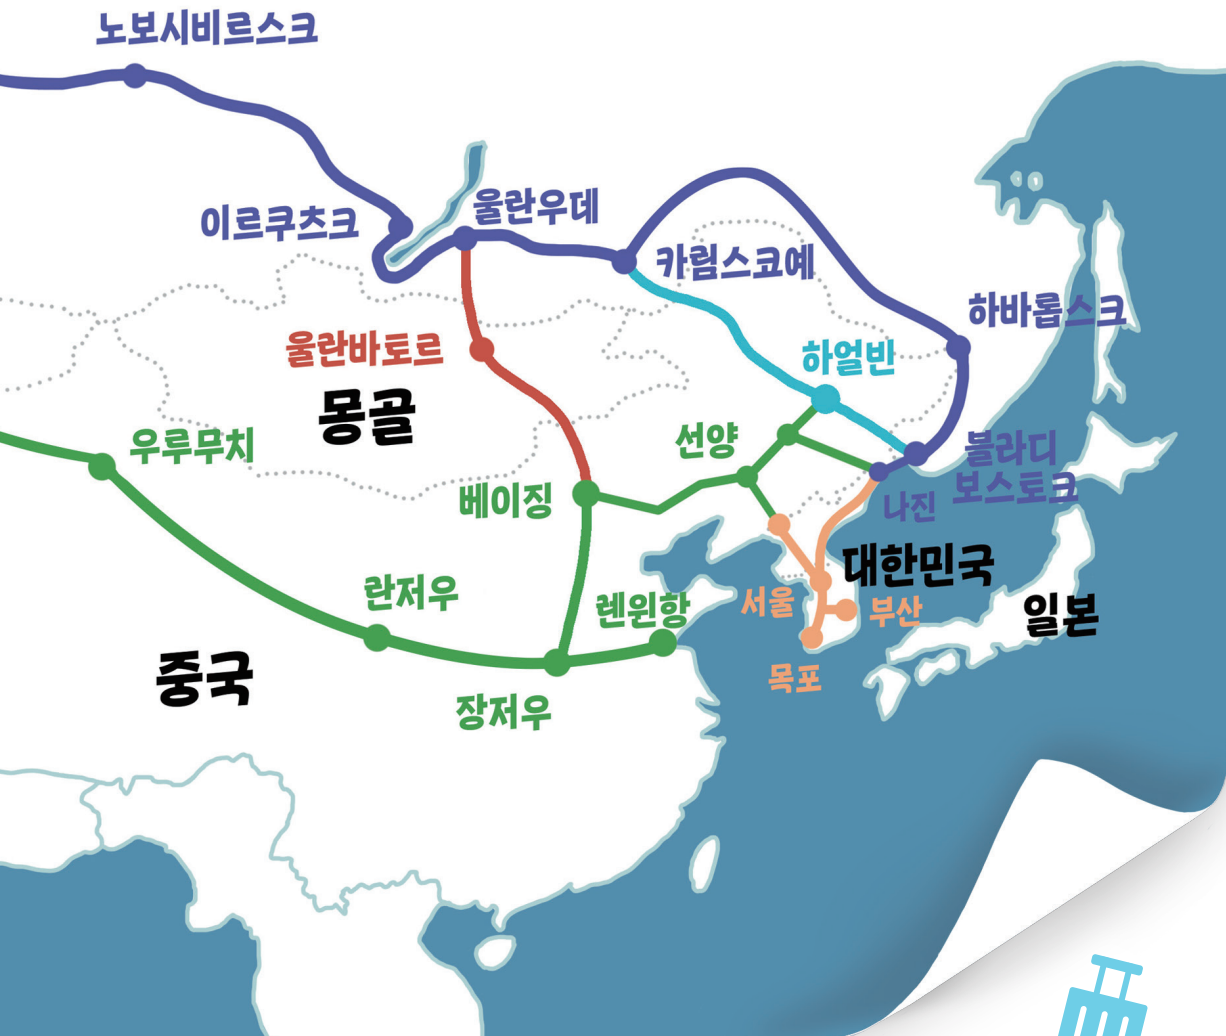 노보시비르스크
이르쿠츠크
울란우데
카림스코예
하바롭스크
울란바토르
몽골
하얼빈
우루무치
선양
블라디
보스토크
베이징
나진
대한민국
란저우
렌윈항
서울
부산
일본
목포
중국
장저우